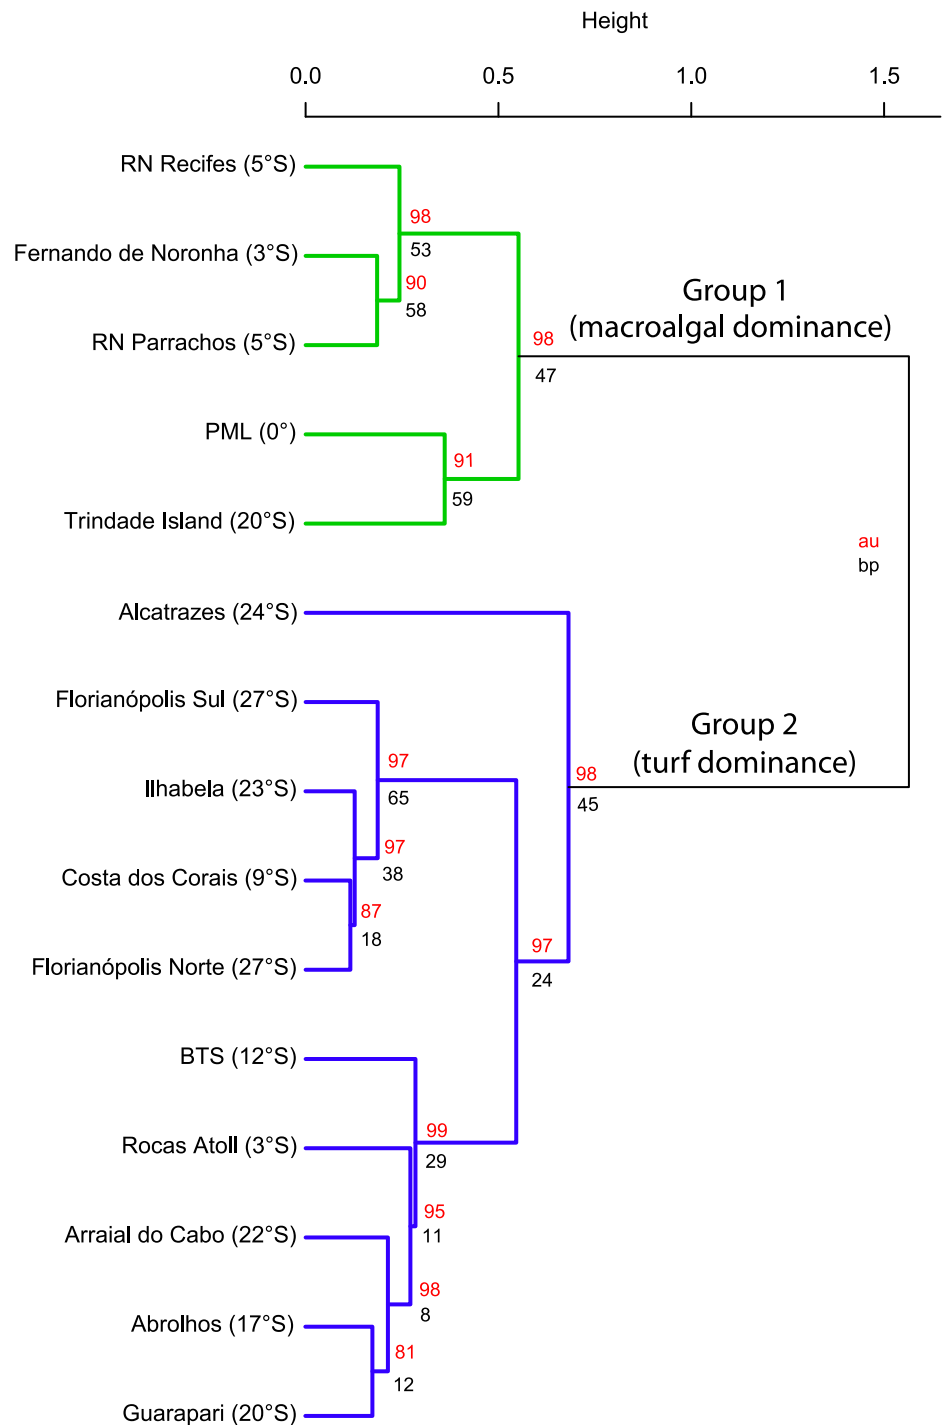 Height
0.0 0.5 1.0 1.5
RN Recifes (5°S)
98
53
Fernando de Noronha (3°S)
90
58
Group 1
(macroalgal dominance)
RN Parrachos (5°S)
98
47
PML (0°)
91
59
Trindade Island (20°S)
au
bp
Alcatrazes (24°S)
Florianópolis Sul (27°S)
Group 2
(turf dominance)
97
65
98
45
Ilhabela (23°S)
97
38
Costa dos Corais (9°S)
87
18
97
24
Florianópolis Norte (27°S)
BTS (12°S)
99
29
Rocas Atoll (3°S)
95
11
Arraial do Cabo (22°S)
98
8
Abrolhos (17°S)
81
12
Guarapari (20°S)